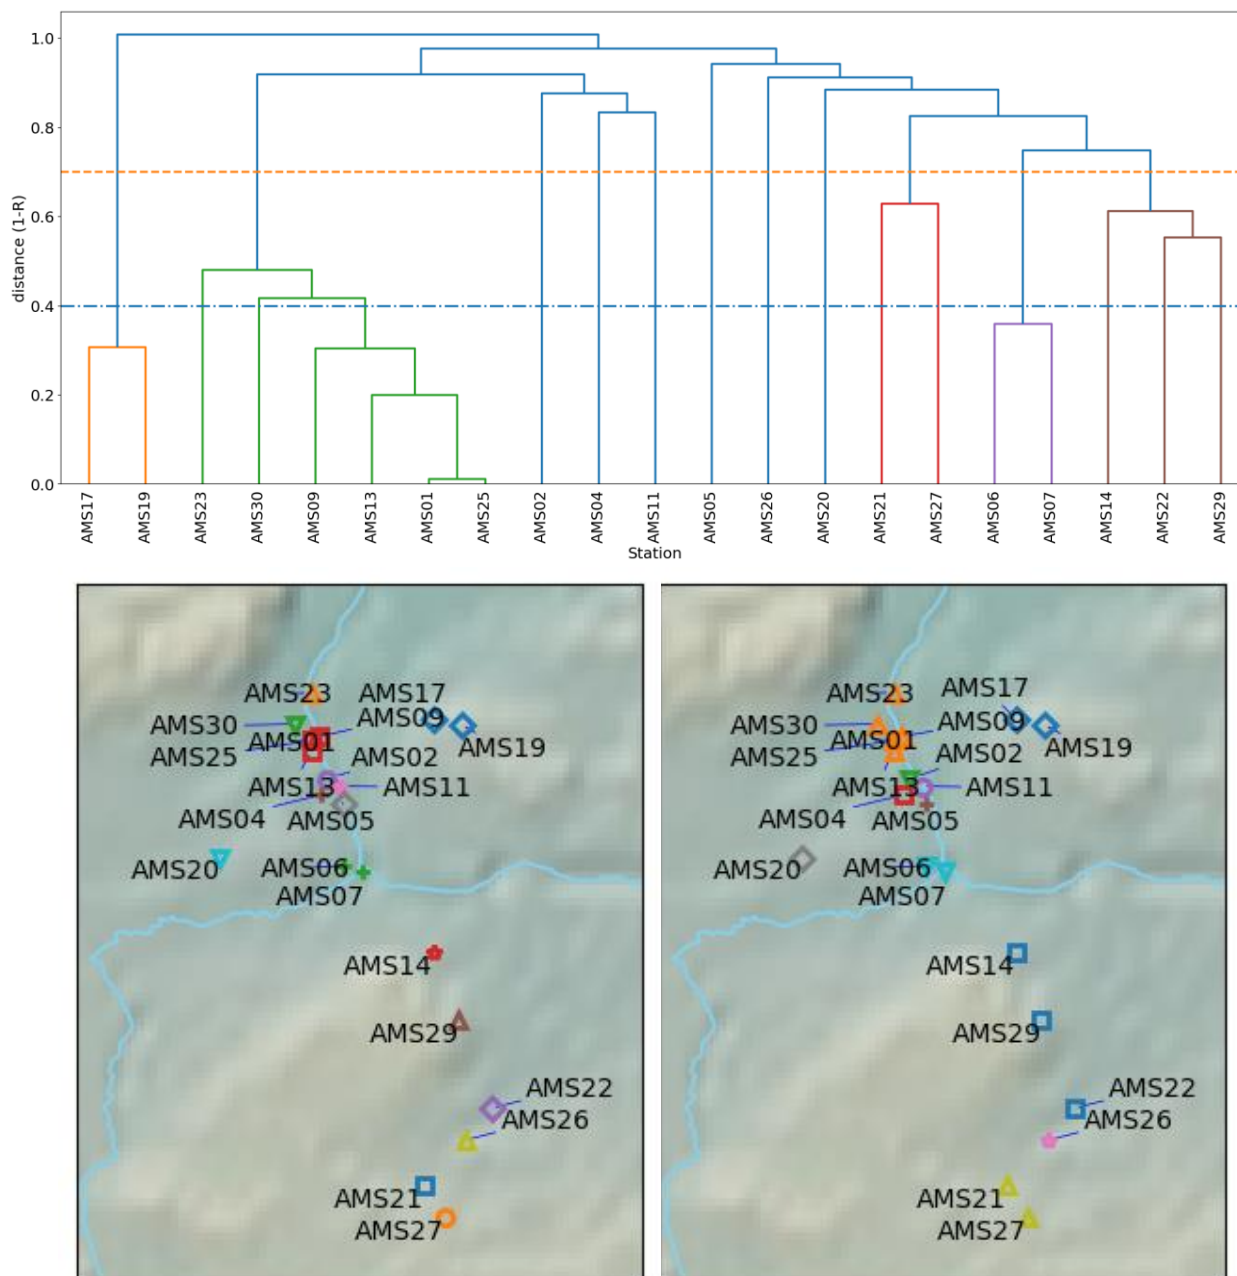 1.0
0.8
0.6
0.4
0.2
0.0
distance (1-R)
AMS17
AMS19
AMS23
AMS30
AMS09
AMS13
AMS01
AMS25
AMS02
AMS04
AMS11
AMS05
AMS26
AMS20
AMS21
AMS27
AMS06
AMS07
AMS14
AMS22
AMS29
Station
AMS23
AMS17
AMS30
AMS09
AMS01
AMS25
AMS19
AMS02
AMS13
AMS11
AMS04
AMS05
AMS20
AMS06
AMS07
AMS14
AMS29
AMS22
AMS26
AMS21
AMS27
AMS23
AMS17
AMS30
AMS09
AMS01
AMS25
AMS19
AMS02
AMS13
AMS11
AMS04
AMS05
AMS20
AMS06
AMS07
AMS14
AMS29
AMS22
AMS26
AMS21
AMS27